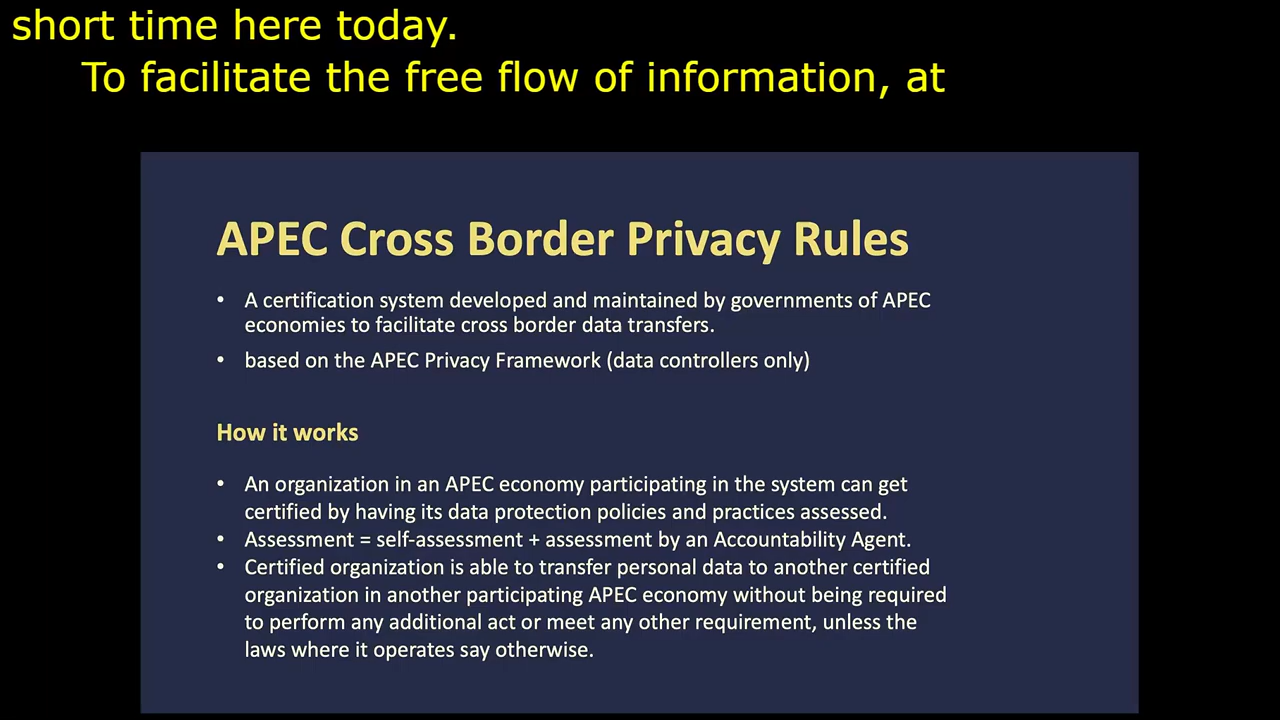 short time here today.
To facilitate the free flow of information, at
APEC Cross Border Privacy Rules
• A certification system developed and maintained by governments of APEC
economies to facilitate cross border data transfers.
• based on the APEC Privacy Framework (data controllers only)
How it works
• An organization in an APEC economy participating in the system can get
certified by having its data protection policies and practices assessed.
• Assessment = self-assessment + assessment by an Accountability Agent.
• Certified organization is able to transfer personal data to another certified
organization in another participating APEC economy without being required
to perform any additional act or meet any other requirement, unless the
laws where it operates say otherwise.